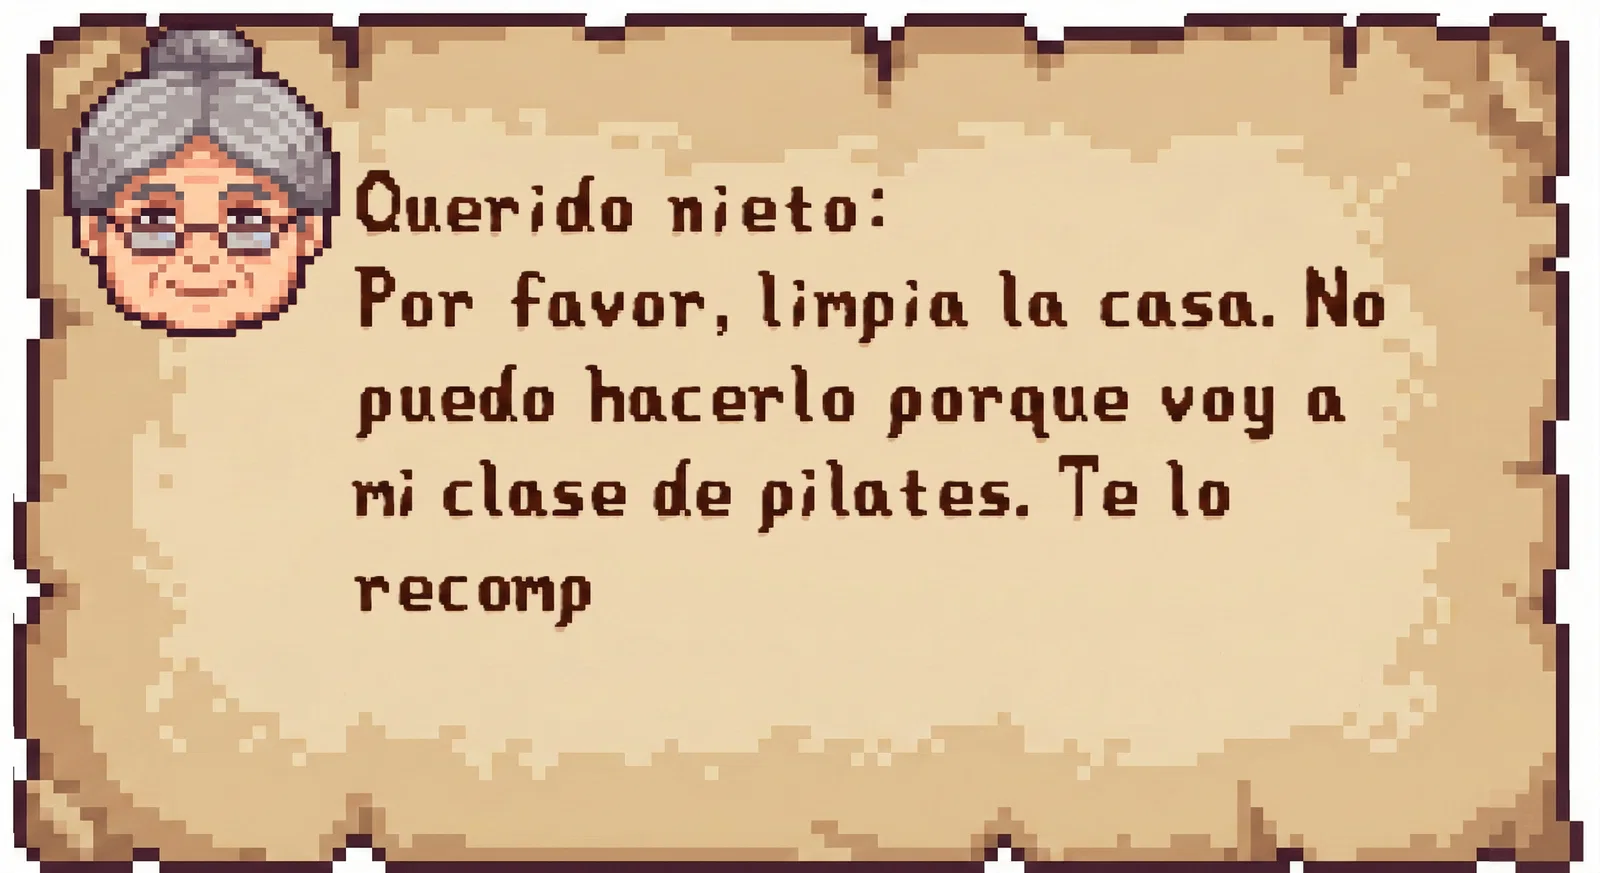 Querido nieto:
Por favor, limpia la casa. No
puedo hacerlo porque voy a
mi clase de pilates. Te lo
recomp